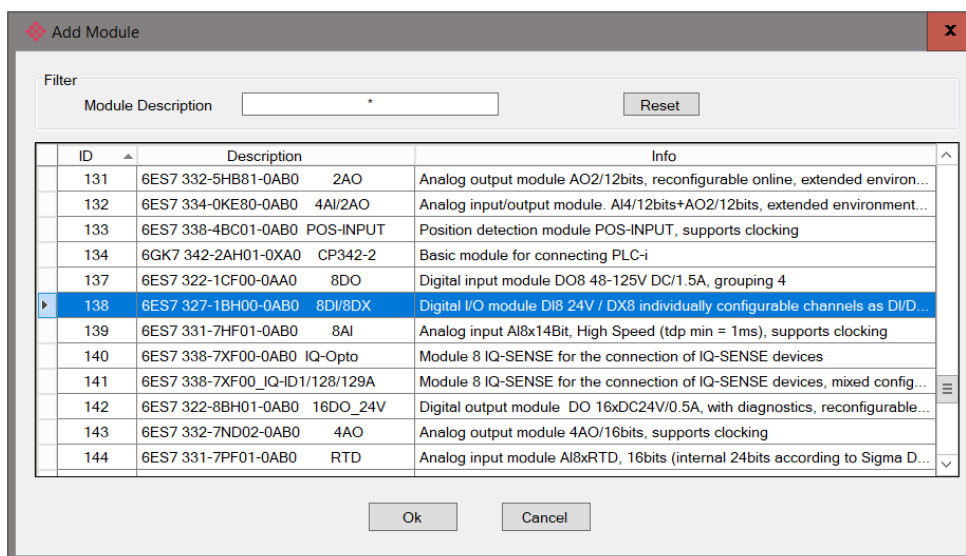 Add Module
x
Filter
Module Description * Reset
ID Description Info
131 6ES7 332-5HB81-0AB0 2AO Analog output module AO2/12bits, reconfigurable online, extended environ...
132 6ES7 334-0KE80-0AB0 4AI/2AO Analog input/output module. AI4/12bits+AO2/12bits, extended environment...
133 6ES7 338-4BC01-0AB0 POS-INPUT Position detection module POS-INPUT, supports clocking
134 6GK7 342-2AH01-0XA0 CP342-2 Basic module for connecting PLC-i
137 6ES7 322-1CF00-0AA0 8DO Digital input module DO8 48-125V DC/1.5A, grouping 4
138 6ES7 327-1BH00-0AB0 8DI/8DX Digital I/O module DI8 24V / DX8 individually configurable channels as DI/D...
139 6ES7 331-7HF01-0AB0 8AI Analog input AI8x14Bit, High Speed (tdp min = 1ms), supports clocking
140 6ES7 338-7XF00-0AB0 IQ-Opto Module 8 IQ-SENSE for the connection of IQ-SENSE devices
141 6ES7 338-7XF00_IQ-ID1/128/129A Module 8 IQ-SENSE for the connection of IQ-SENSE devices, mixed config...
142 6ES7 322-8BH01-0AB0 16DO_24V Digital output module DO 16xDC24V/0.5A, with diagnostics, reconfigurable...
143 6ES7 332-7ND02-0AB0 4AO Analog output module 4AO/16bits, supports clocking
144 6ES7 331-7PF01-0AB0 RTD Analog input module AI8xRTD, 16bits (internal 24bits according to Sigma D...
Ok Cancel